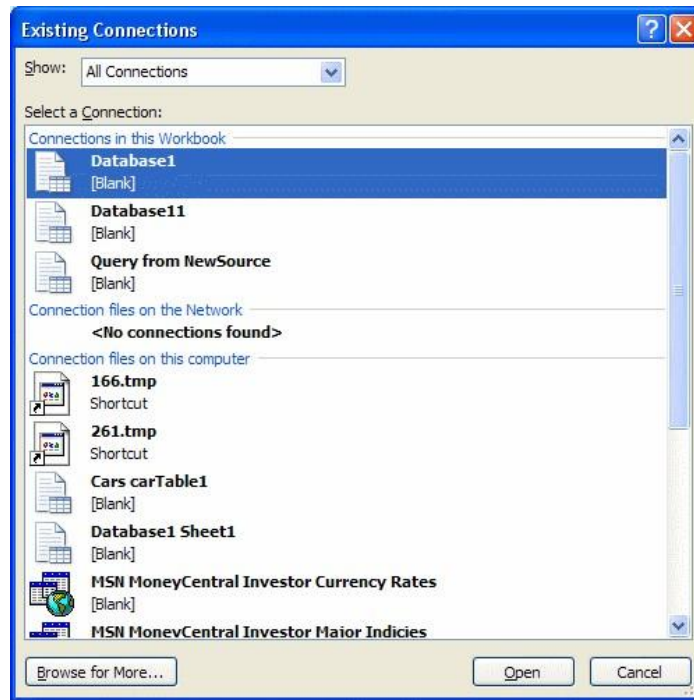 Existing Connections
Show: All Connections
Select a Connection:
Connections in this Workbook
Database1
[Blank]
Database11
[Blank]
Query from NewSource
[Blank]
Connection files on the Network
<No connections found>
Connection files on this computer
166.tmp
Shortcut
261.tmp
Shortcut
Cars carTable1
[Blank]
Database1 Sheet1
[Blank]
MSN MoneyCentral Investor Currency Rates
[Blank]
MSN MoneyCentral Investor Major Indicies
Browse for More... Open Cancel